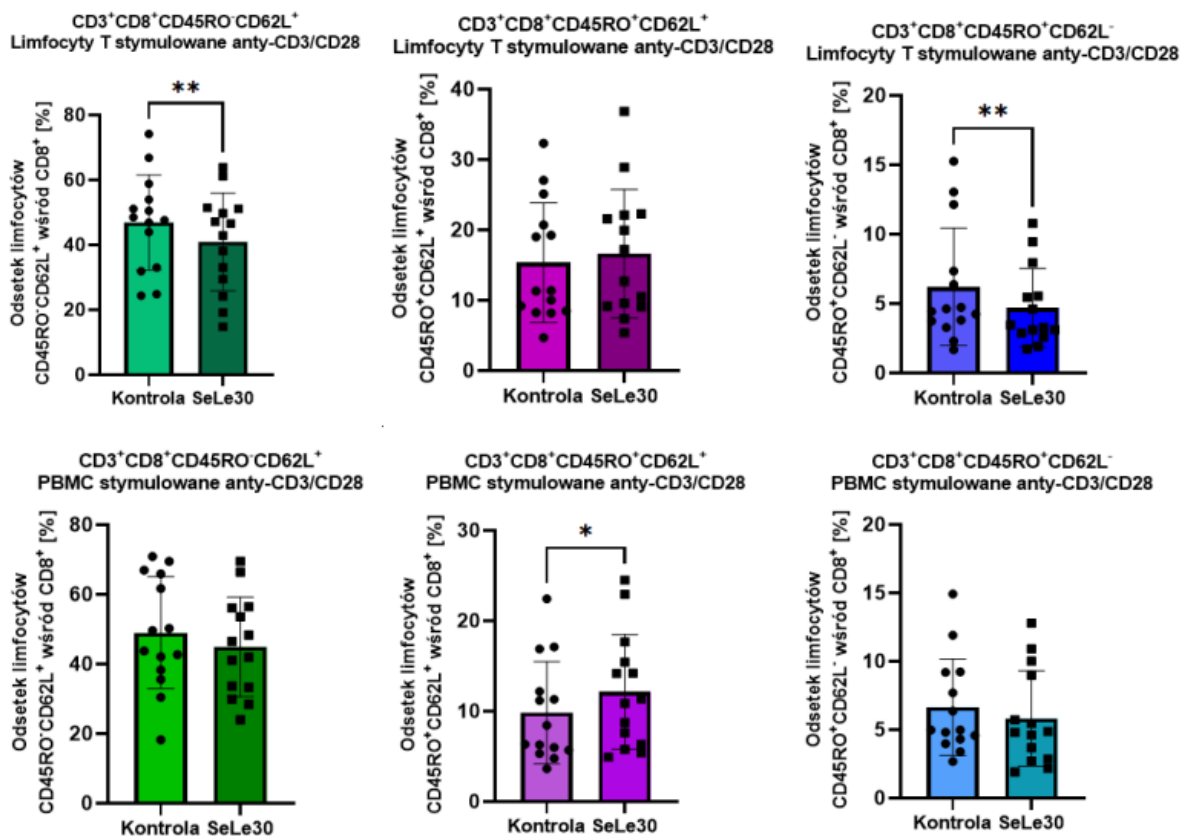 CD3⁺CD8⁺CD45RO⁻CD62L⁺
Limfocyty T stymulowane anty-CD3/CD28
**
80
60
40
20
0
Odsetek limfocytów
CD45RO⁻CD62L⁺ wśród CD8⁺ [%]
Kontrola SeLe30
CD3⁺CD8⁺CD45RO⁺CD62L⁺
Limfocyty T stymulowane anty-CD3/CD28
40
30
20
10
0
Odsetek limfocytów
CD45RO⁺CD62L⁺ wśród CD8⁺ [%]
Kontrola SeLe30
CD3⁺CD8⁺CD45RO⁺CD62L⁻
Limfocyty T stymulowane anty-CD3/CD28
**
20
15
10
5
0
Odsetek limfocytów
CD45RO⁺CD62L⁻ wśród CD8⁺ [%]
Kontrola SeLe30
CD3⁺CD8⁺CD45RO⁻CD62L⁺
PBMC stymulowane anty-CD3/CD28
80
60
40
20
0
Odsetek limfocytów
CD45RO⁻CD62L⁺ wśród CD8⁺ [%]
Kontrola SeLe30
CD3⁺CD8⁺CD45RO⁺CD62L⁺
PBMC stymulowane anty-CD3/CD28
*
30
20
10
0
Odsetek limfocytów
CD45RO⁺CD62L⁺ wśród CD8⁺ [%]
Kontrola SeLe30
CD3⁺CD8⁺CD45RO⁺CD62L⁻
PBMC stymulowane anty-CD3/CD28
20
15
10
5
0
Odsetek limfocytów
CD45RO⁺CD62L⁻ wśród CD8⁺ [%]
Kontrola SeLe30